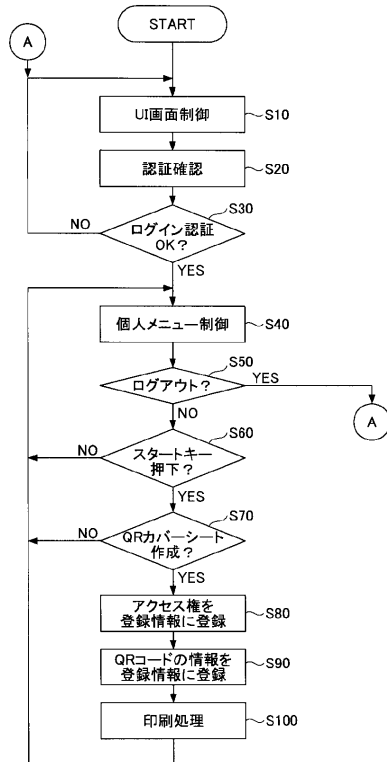 START
A
UI画面制御
S10
認証確認
S20
S30
ログイン認証
OK?
NO
YES
個人メニュー制御
S40
S50
ログアウト?
YES
NO
A
S60
スタートキー
押下?
NO
YES
S70
QRカバーシート
作成?
NO
YES
アクセス権を
登録情報に登録
S80
QRコードの情報を
登録情報に登録
S90
印刷処理
S100